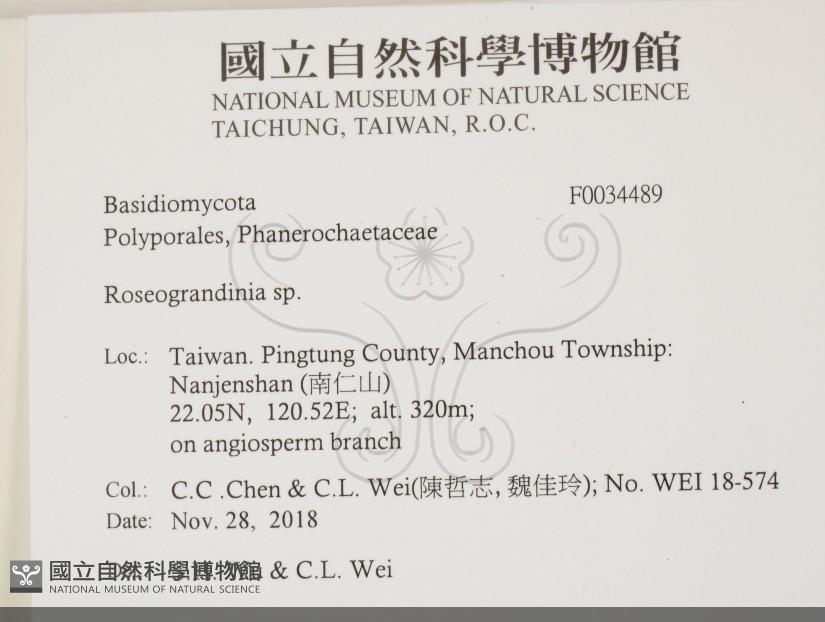 國立自然科學博物館
NATIONAL MUSEUM OF NATURAL SCIENCE
TAICHUNG, TAIWAN, R.O.C.
Basidiomycota F0034489
Polyporales, Phanerochaetaceae
Roseograndinia sp.
Loc.: Taiwan. Pingtung County, Manchou Township:
Nanjenshan (南仁山)
22.05N, 120.52E; alt. 320m;
on angiosperm branch
Col.: C.C .Chen & C.L. Wei(陳哲志, 魏佳玲); No. WEI 18-574
Date: Nov. 28, 2018
& C.L. Wei
國立自然科學博物館
NATIONAL MUSEUM OF NATURAL SCIENCE